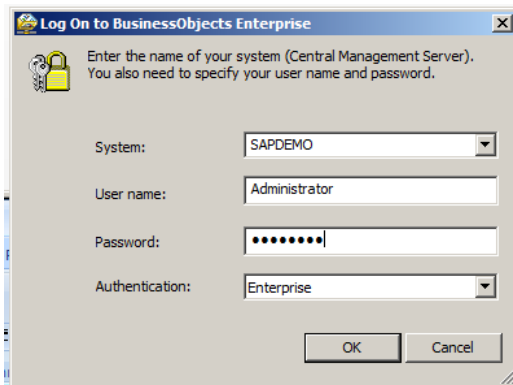 Log On to BusinessObjects Enterprise
Enter the name of your system (Central Management Server).
You also need to specify your user name and password.
System:
SAPDEMO
User name:
Administrator
Password:
••••••••
Authentication:
Enterprise
OK
Cancel